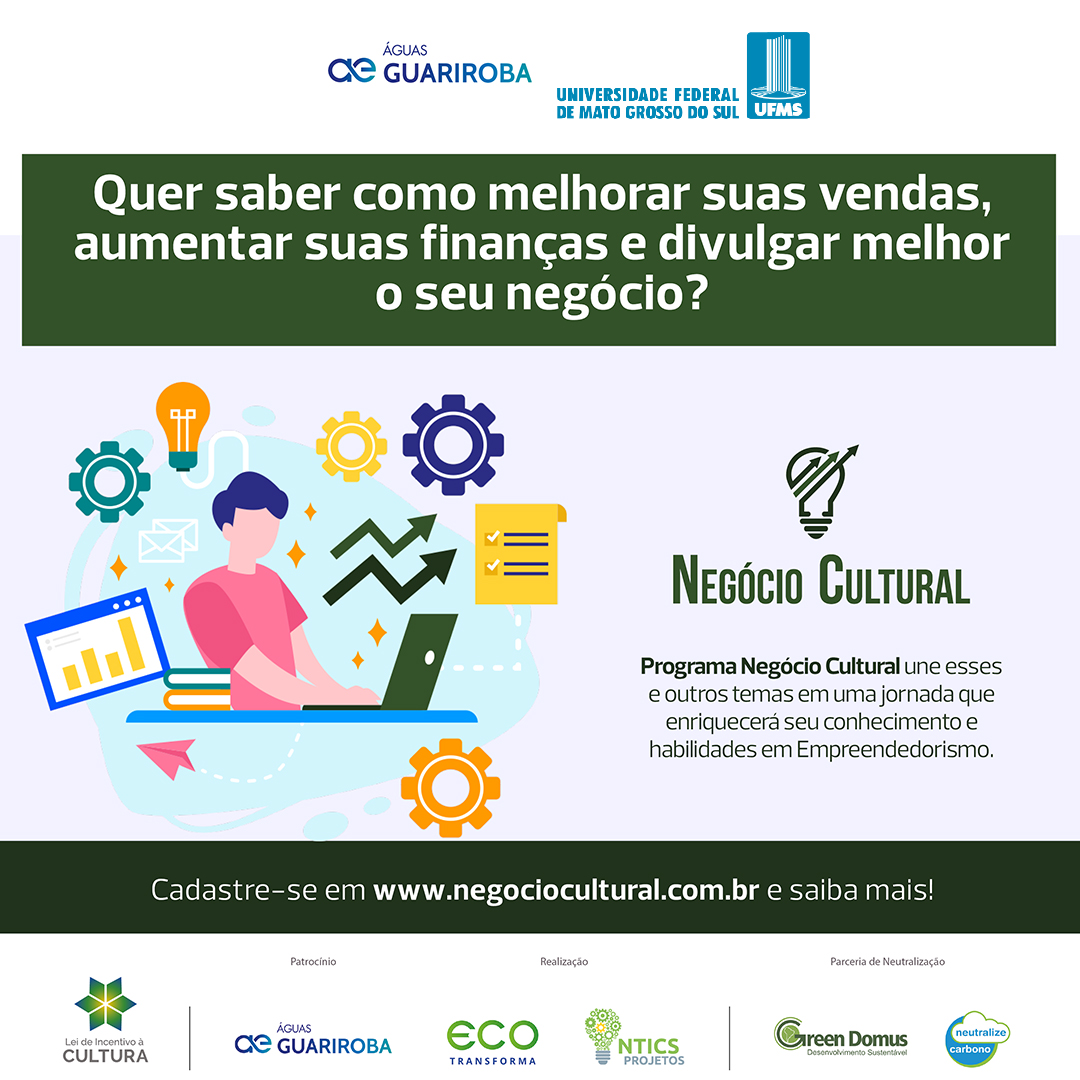 ÁGUAS
GUARIROBA
UNIVERSIDADE FEDERAL
DE MATO GROSSO DO SUL
UFMS
Quer saber como melhorar suas vendas,
aumentar suas finanças e divulgar melhor
o seu negócio?
NEGÓCIO CULTURAL
Programa Negócio Cultural une esses
e outros temas em uma jornada que
enriquecerá seu conhecimento e
habilidades em Empreendedorismo.
Cadastre-se em www.negociocultural.com.br e saiba mais!
Patrocínio
Realização
Parceria de Neutralização
Lei de Incentivo à
CULTURA
ÁGUAS
GUARIROBA
ECO
TRANSFORMA
NTICS
PROJETOS
Green Domus
Desenvolvimento Sustentável
neutralize
carbono